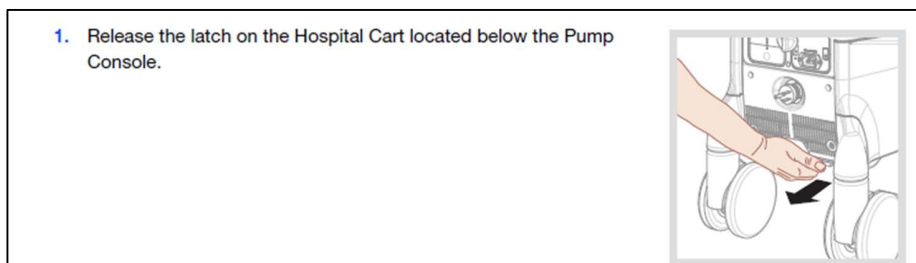 1. Release the latch on the Hospital Cart located below the Pump
Console.